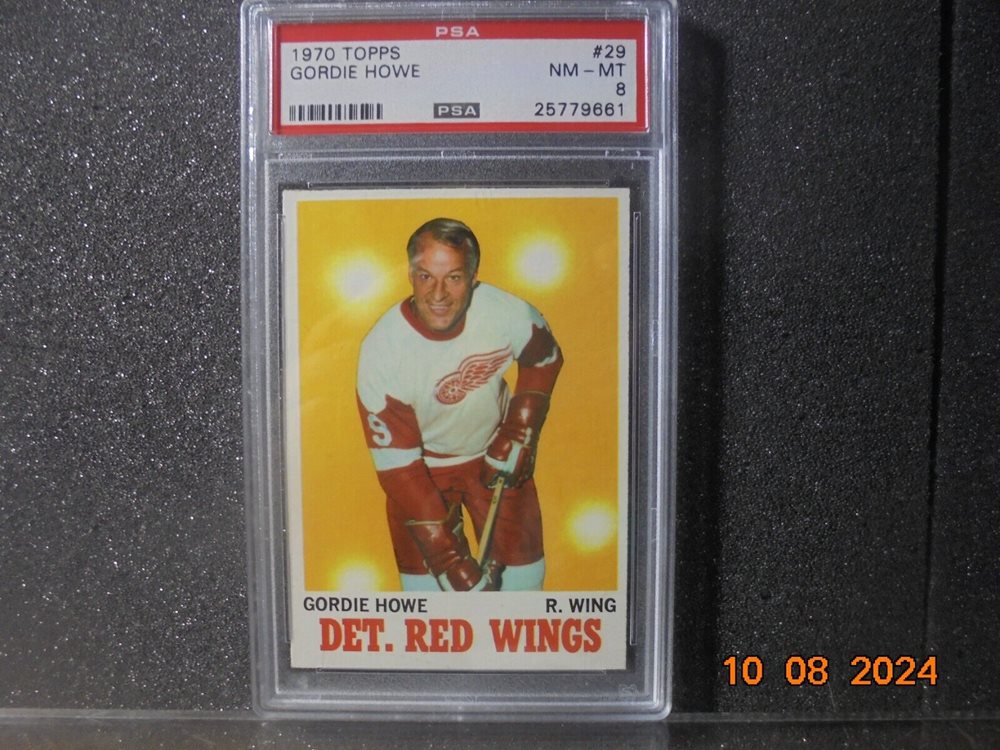 PSA
1970 TOPPS #29
GORDIE HOWE NM - MT
8
PSA 25779661
9
GORDIE HOWE R. WING
DET. RED WINGS
10 08 2024